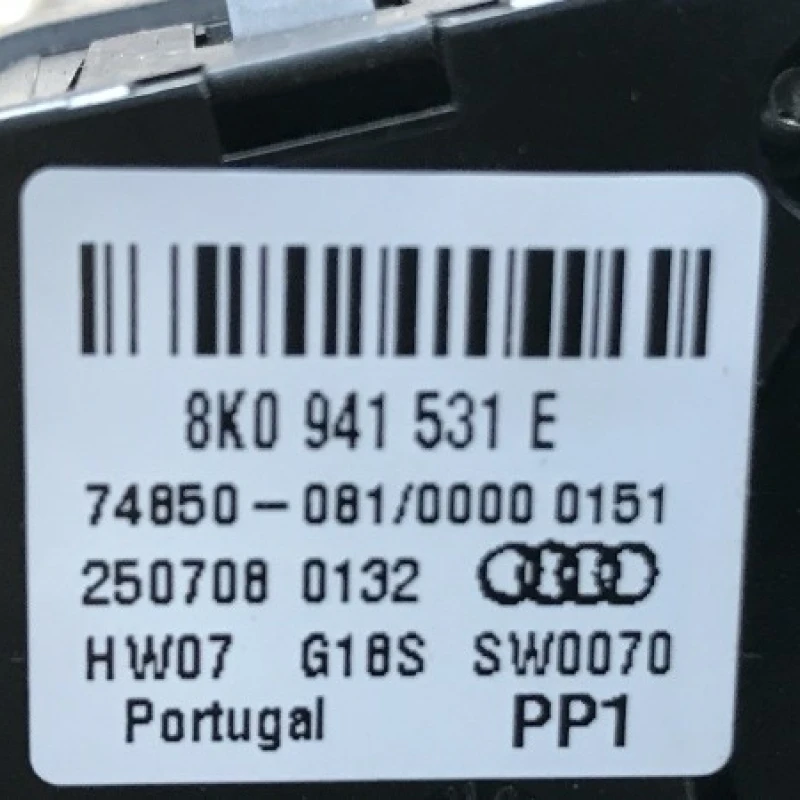 8K0 941 531 E
74850-081/0000 0151
250708 0132
HW07 G18S SW0070
Portugal PP1